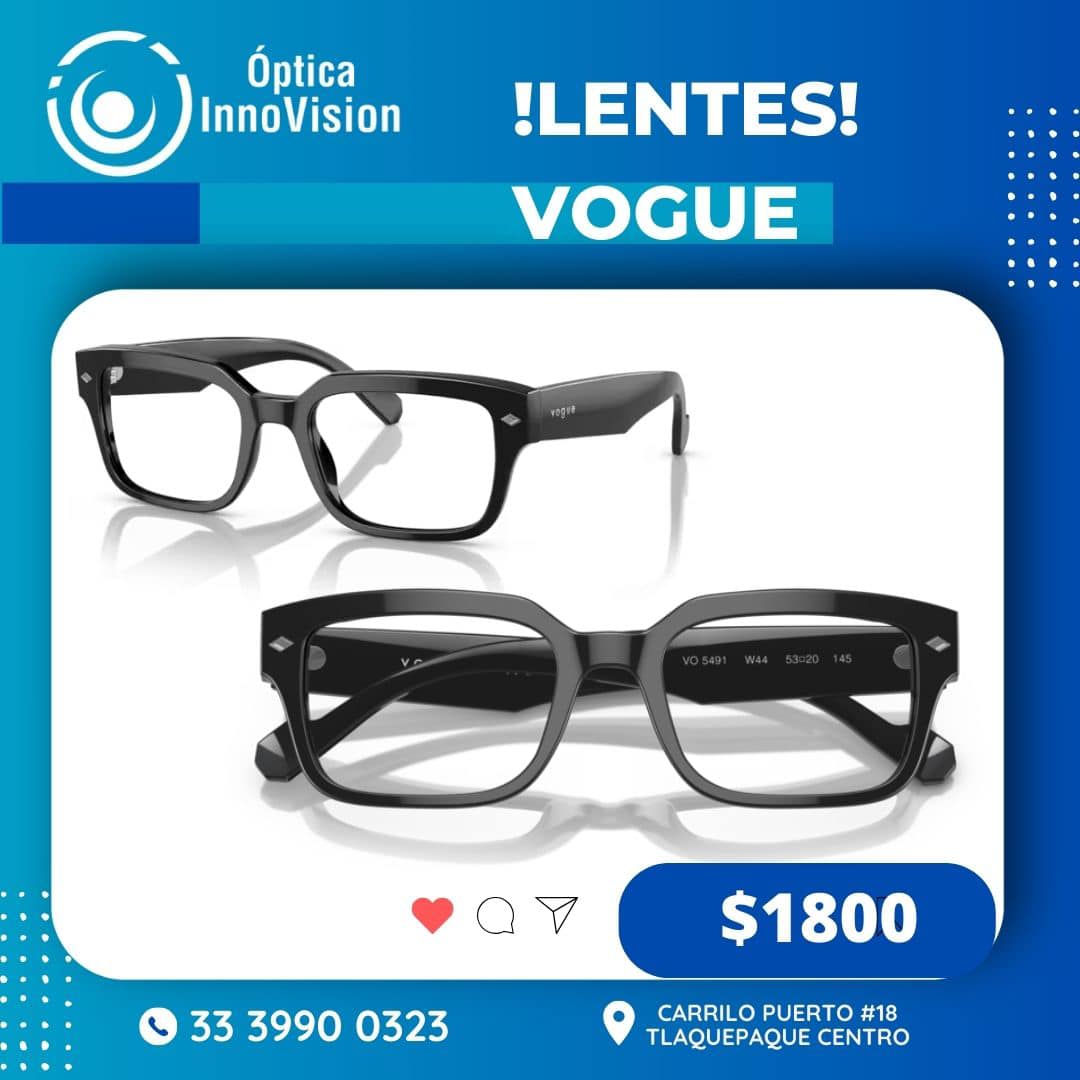 Óptica
InnoVision
!LENTES!
VOGUE
vogue
VO 5491 W44 53□20 145
$1800
33 3990 0323
CARRILO PUERTO #18
TLAQUEPAQUE CENTRO